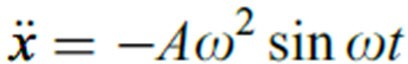 ẍ = −Aω² sin ωt